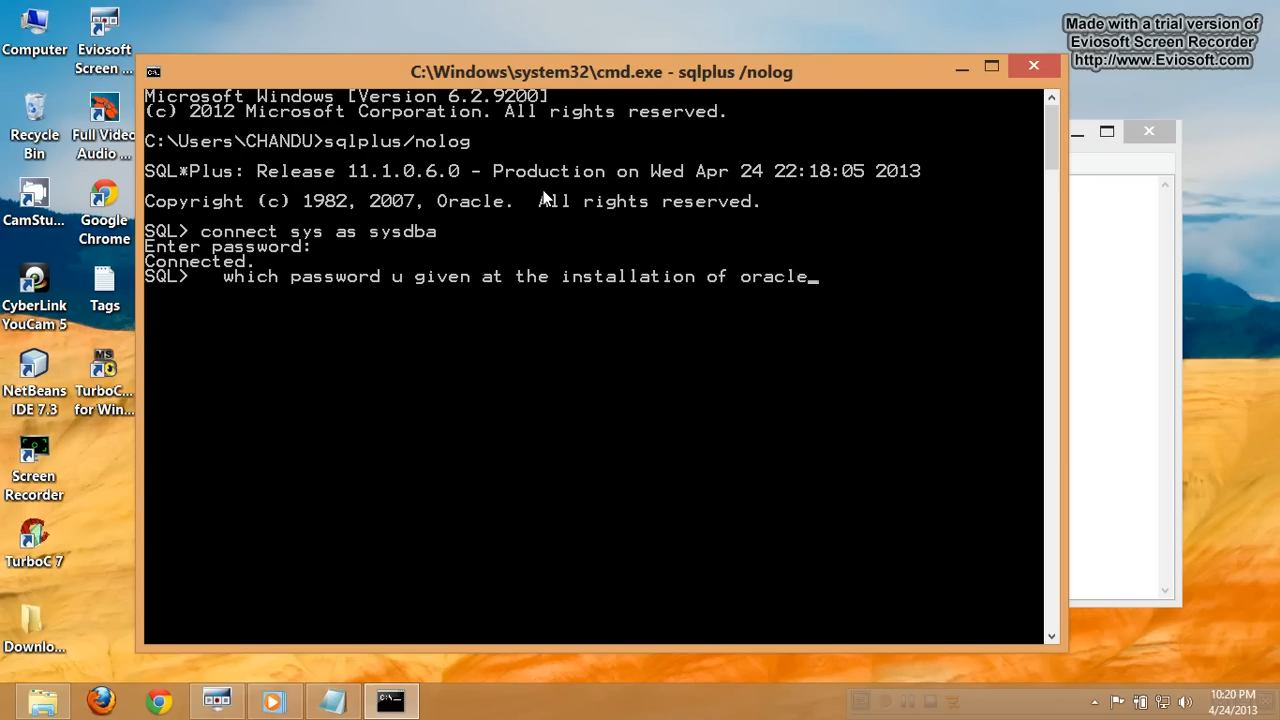 Made with a trial version of
Eviosoft Screen Recorder
http://www.Eviosoft.com
Computer
Eviosoft
Screen ...
Recycle
Bin
Full Video
Audio ...
CamStu...
Google
Chrome
CyberLink
YouCam 5
Tags
NetBeans
IDE 7.3
TurboC...
for Win...
Screen
Recorder
TurboC 7
Downlo...
C:\Windows\system32\cmd.exe - sqlplus /nolog
Microsoft Windows [Version 6.2.9200]
(c) 2012 Microsoft Corporation. All rights reserved.
C:\Users\CHANDU>sqlplus/nolog
SQL*Plus: Release 11.1.0.6.0 - Production on Wed Apr 24 22:18:05 2013
Copyright (c) 1982, 2007, Oracle.  All rights reserved.
SQL> connect sys as sysdba
Enter password:
Connected.
SQL>   which password u given at the installation of oracle_
10:20 PM
4/24/2013